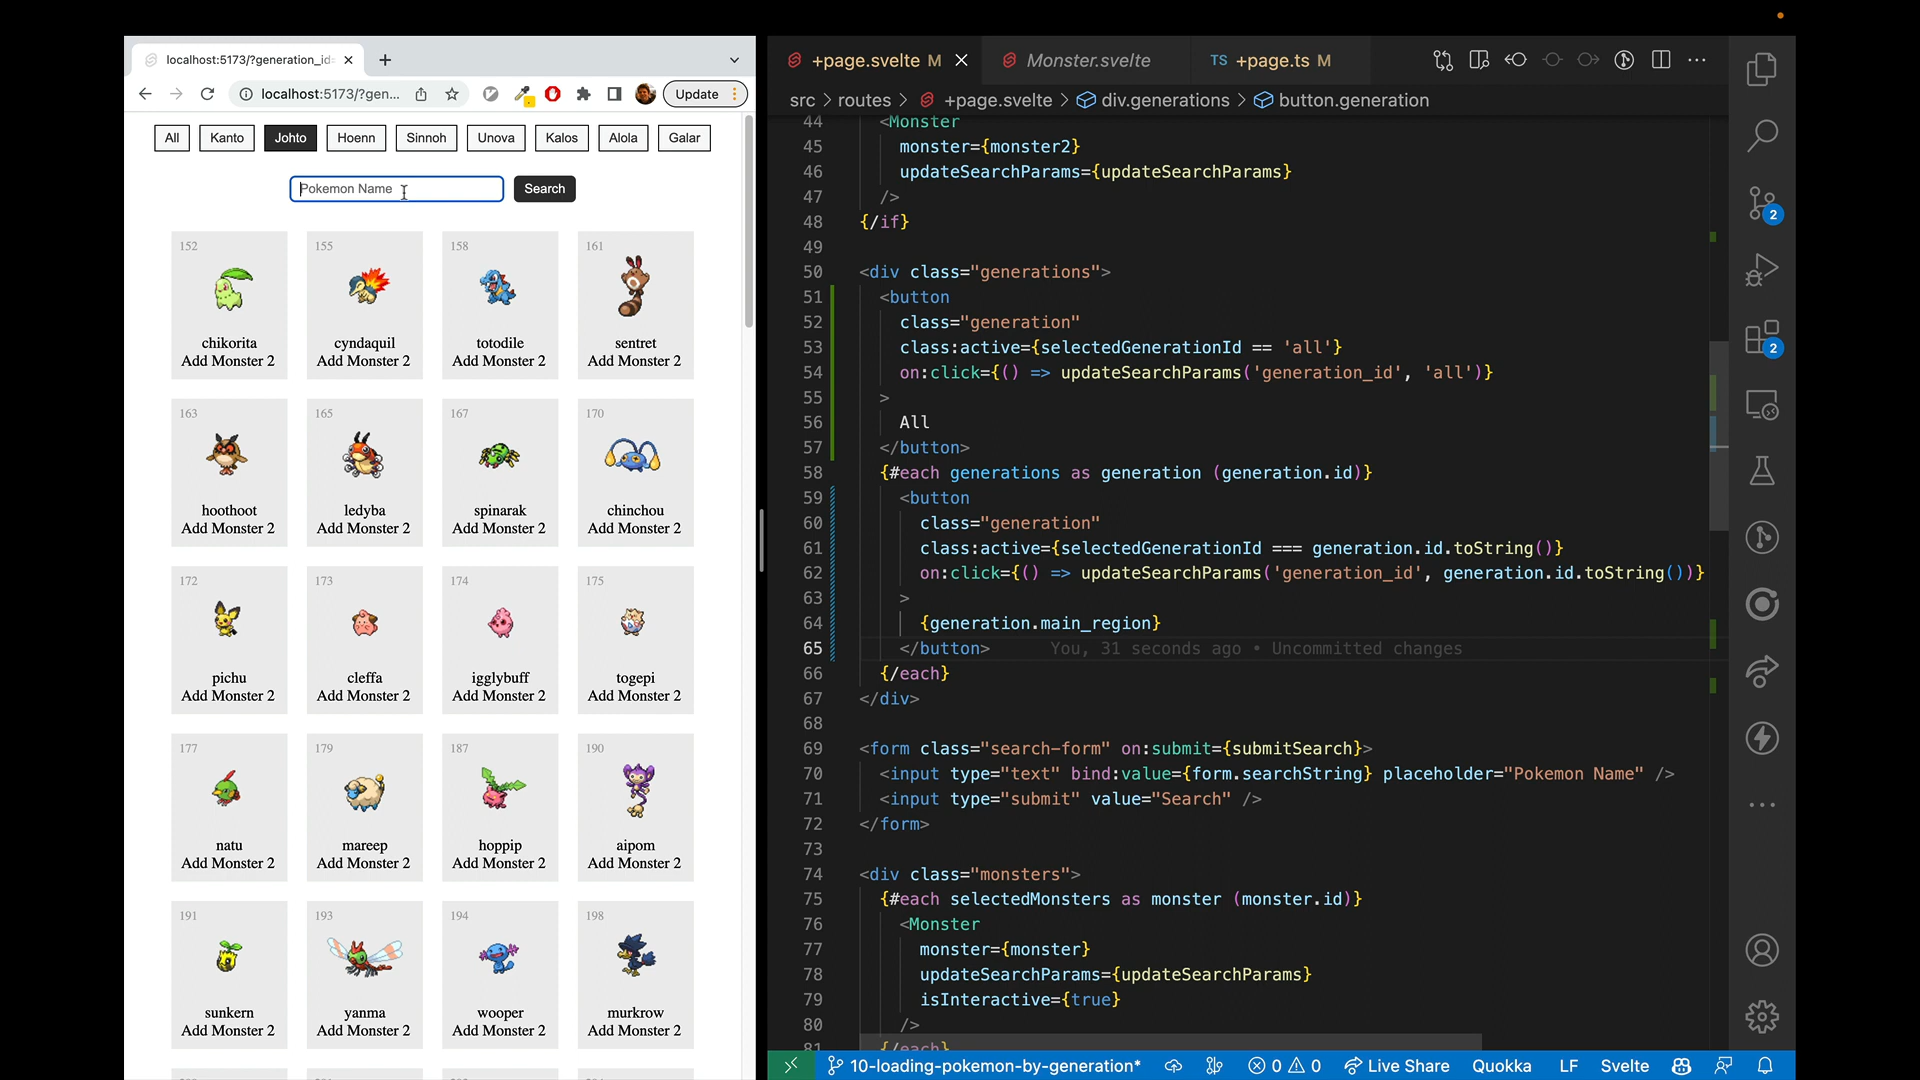 localhost:5173/?generation_id=
localhost:5173/?gen...
Update
All Kanto Johto Hoenn Sinnoh Unova Kalos Alola Galar
Pokemon Name Search
152 155 158 161
chikorita cyndaquil totodile sentret
Add Monster 2 Add Monster 2 Add Monster 2 Add Monster 2
163 165 167 170
hoothoot ledyba spinarak chinchou
Add Monster 2 Add Monster 2 Add Monster 2 Add Monster 2
172 173 174 175
pichu cleffa igglybuff togepi
Add Monster 2 Add Monster 2 Add Monster 2 Add Monster 2
177 179 187 190
natu mareep hoppip aipom
Add Monster 2 Add Monster 2 Add Monster 2 Add Monster 2
191 193 194 198
sunkern yanma wooper murkrow
Add Monster 2 Add Monster 2 Add Monster 2 Add Monster 2
+page.svelte M Monster.svelte TS +page.ts M
src > routes > +page.svelte > div.generations > button.generation
44 <Monster
45 monster={monster2}
46 updateSearchParams={updateSearchParams}
47 />
48 {/if}
49
50 <div class="generations">
51 <button
52 class="generation"
53 class:active={selectedGenerationId == 'all'}
54 on:click={() => updateSearchParams('generation_id', 'all')}
55 >
56 All
57 </button>
58 {#each generations as generation (generation.id)}
59 <button
60 class="generation"
61 class:active={selectedGenerationId === generation.id.toString()}
62 on:click={() => updateSearchParams('generation_id', generation.id.toString())}
63 >
64 {generation.main_region}
65 </button> You, 31 seconds ago • Uncommitted changes
66 {/each}
67 </div>
68
69 <form class="search-form" on:submit={submitSearch}>
70 <input type="text" bind:value={form.searchString} placeholder="Pokemon Name" />
71 <input type="submit" value="Search" />
72 </form>
73
74 <div class="monsters">
75 {#each selectedMonsters as monster (monster.id)}
76 <Monster
77 monster={monster}
78 updateSearchParams={updateSearchParams}
79 isInteractive={true}
80 />
81 {/each}
2
2
10-loading-pokemon-by-generation* 0 0 Live Share Quokka LF Svelte